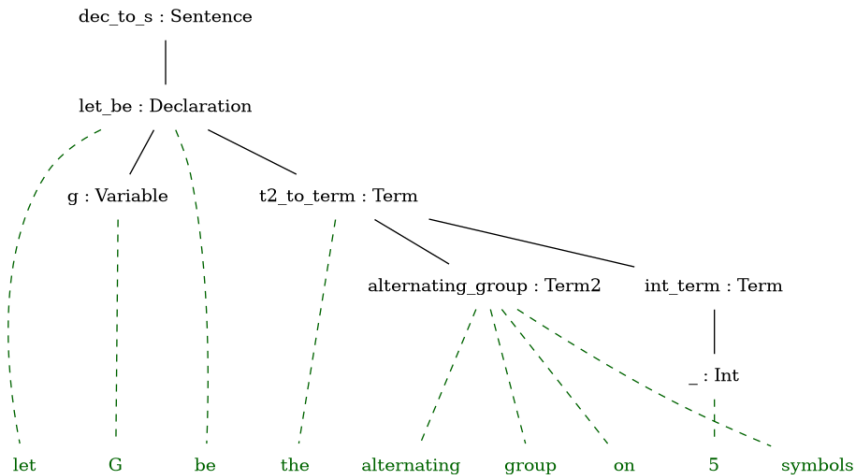 dec_to_s : Sentence
let_be : Declaration
g : Variable t2_to_term : Term
alternating_group : Term2 int_term : Term
_ : Int
let G be the alternating group on 5 symbols